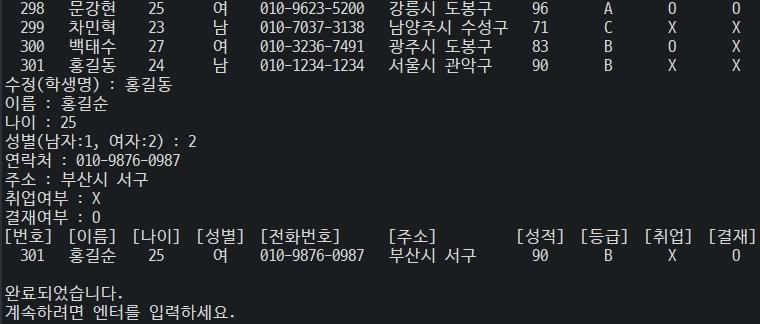 298 문강현 25 여 010-9623-5200 강릉시 도봉구 96 A O O
299 차민혁 23 남 010-7037-3138 남양주시 수성구 71 C X X
300 백태수 27 여 010-3236-7491 광주시 도봉구 83 B O X
301 홍길동 24 남 010-1234-1234 서울시 관악구 90 B X X
수정(학생명) : 홍길동
이름 : 홍길순
나이 : 25
성별(남자:1, 여자:2) : 2
연락처 : 010-9876-0987
주소 : 부산시 서구
취업여부 : X
결재여부 : O
[번호] [이름] [나이] [성별] [전화번호] [주소] [성적] [등급] [취업] [결재]
301 홍길순 25 여 010-9876-0987 부산시 서구 90 B X O
완료되었습니다.
계속하려면 엔터를 입력하세요.